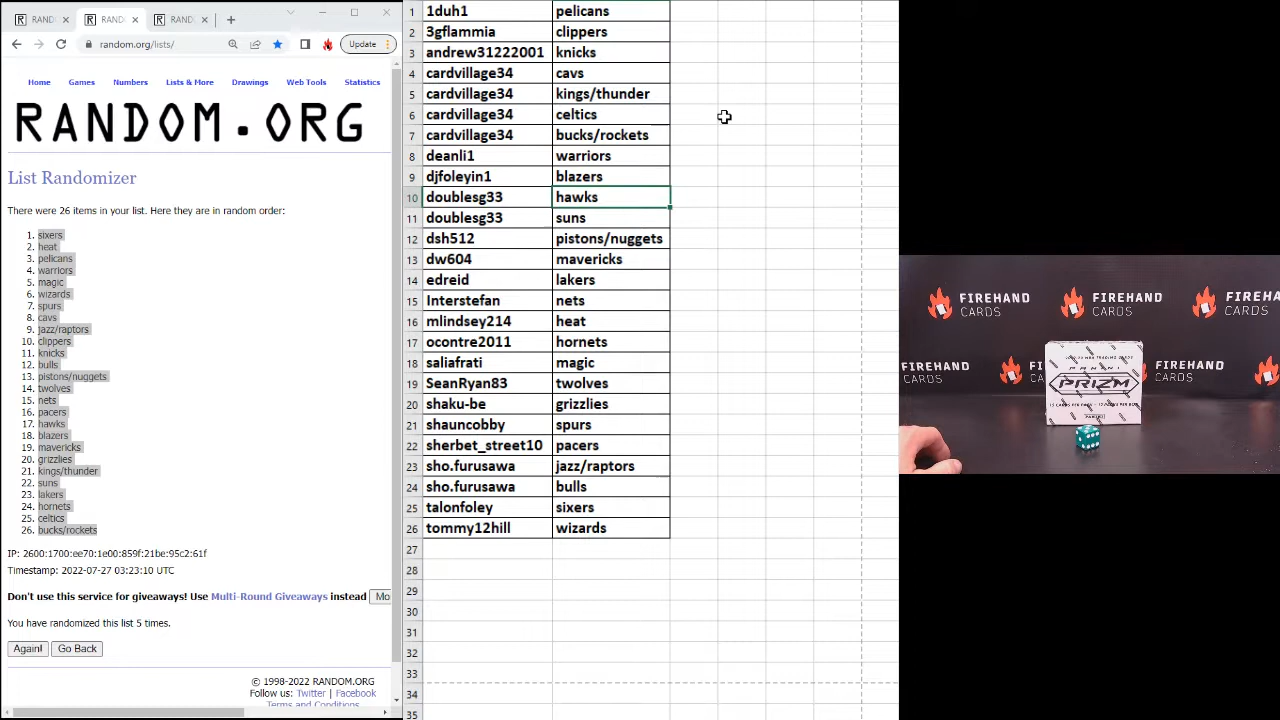 RAND
RAND
RAND
random.org/lists/
Update
Home Games Numbers Lists & More Drawings Web Tools Statistics
RANDOM.ORG
List Randomizer
There were 26 items in your list. Here they are in random order:
1. sixers
2. heat
3. pelicans
4. warriors
5. magic
6. wizards
7. spurs
8. cavs
9. jazz/raptors
10. clippers
11. knicks
12. bulls
13. pistons/nuggets
14. twolves
15. nets
16. pacers
17. hawks
18. blazers
19. mavericks
20. grizzlies
21. kings/thunder
22. suns
23. lakers
24. hornets
25. celtics
26. bucks/rockets
IP: 2600:1700:ee70:1e00:859f:21be:95c2:61f
Timestamp: 2022-07-27 03:23:10 UTC
Don't use this service for giveaways! Use Multi-Round Giveaways instead Mo
You have randomized this list 5 times.
Again!
Go Back
© 1998-2022 RANDOM.ORG
Follow us: Twitter | Facebook
Terms and Conditions
1 1duh1 pelicans
2 3gflammia clippers
3 andrew31222001 knicks
4 cardvillage34 cavs
5 cardvillage34 kings/thunder
6 cardvillage34 celtics
7 cardvillage34 bucks/rockets
8 deanli1 warriors
9 djfoleyin1 blazers
10 doublesg33 hawks
11 doublesg33 suns
12 dsh512 pistons/nuggets
13 dw604 mavericks
14 edreid lakers
15 Interstefan nets
16 mlindsey214 heat
17 ocontre2011 hornets
18 saliafrati magic
19 SeanRyan83 twolves
20 shaku-be grizzlies
21 shauncobby spurs
22 sherbet_street10 pacers
23 sho.furusawa jazz/raptors
24 sho.furusawa bulls
25 talonfoley sixers
26 tommy12hill wizards
27
28
29
30
31
32
33
34
35
FIREHAND
CARDS
FIREHAND
CARDS
FIREHA
CARDS
HAND
FIREHAND
CARDS
PANINI
PRIZM